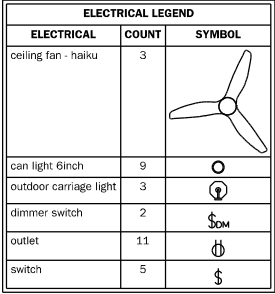 ELECTRICAL LEGEND
ELECTRICAL COUNT SYMBOL
ceiling fan - haiku 3
can light 6inch 9
outdoor carriage light 3
dimmer switch 2 $DM
outlet 11
switch 5 $